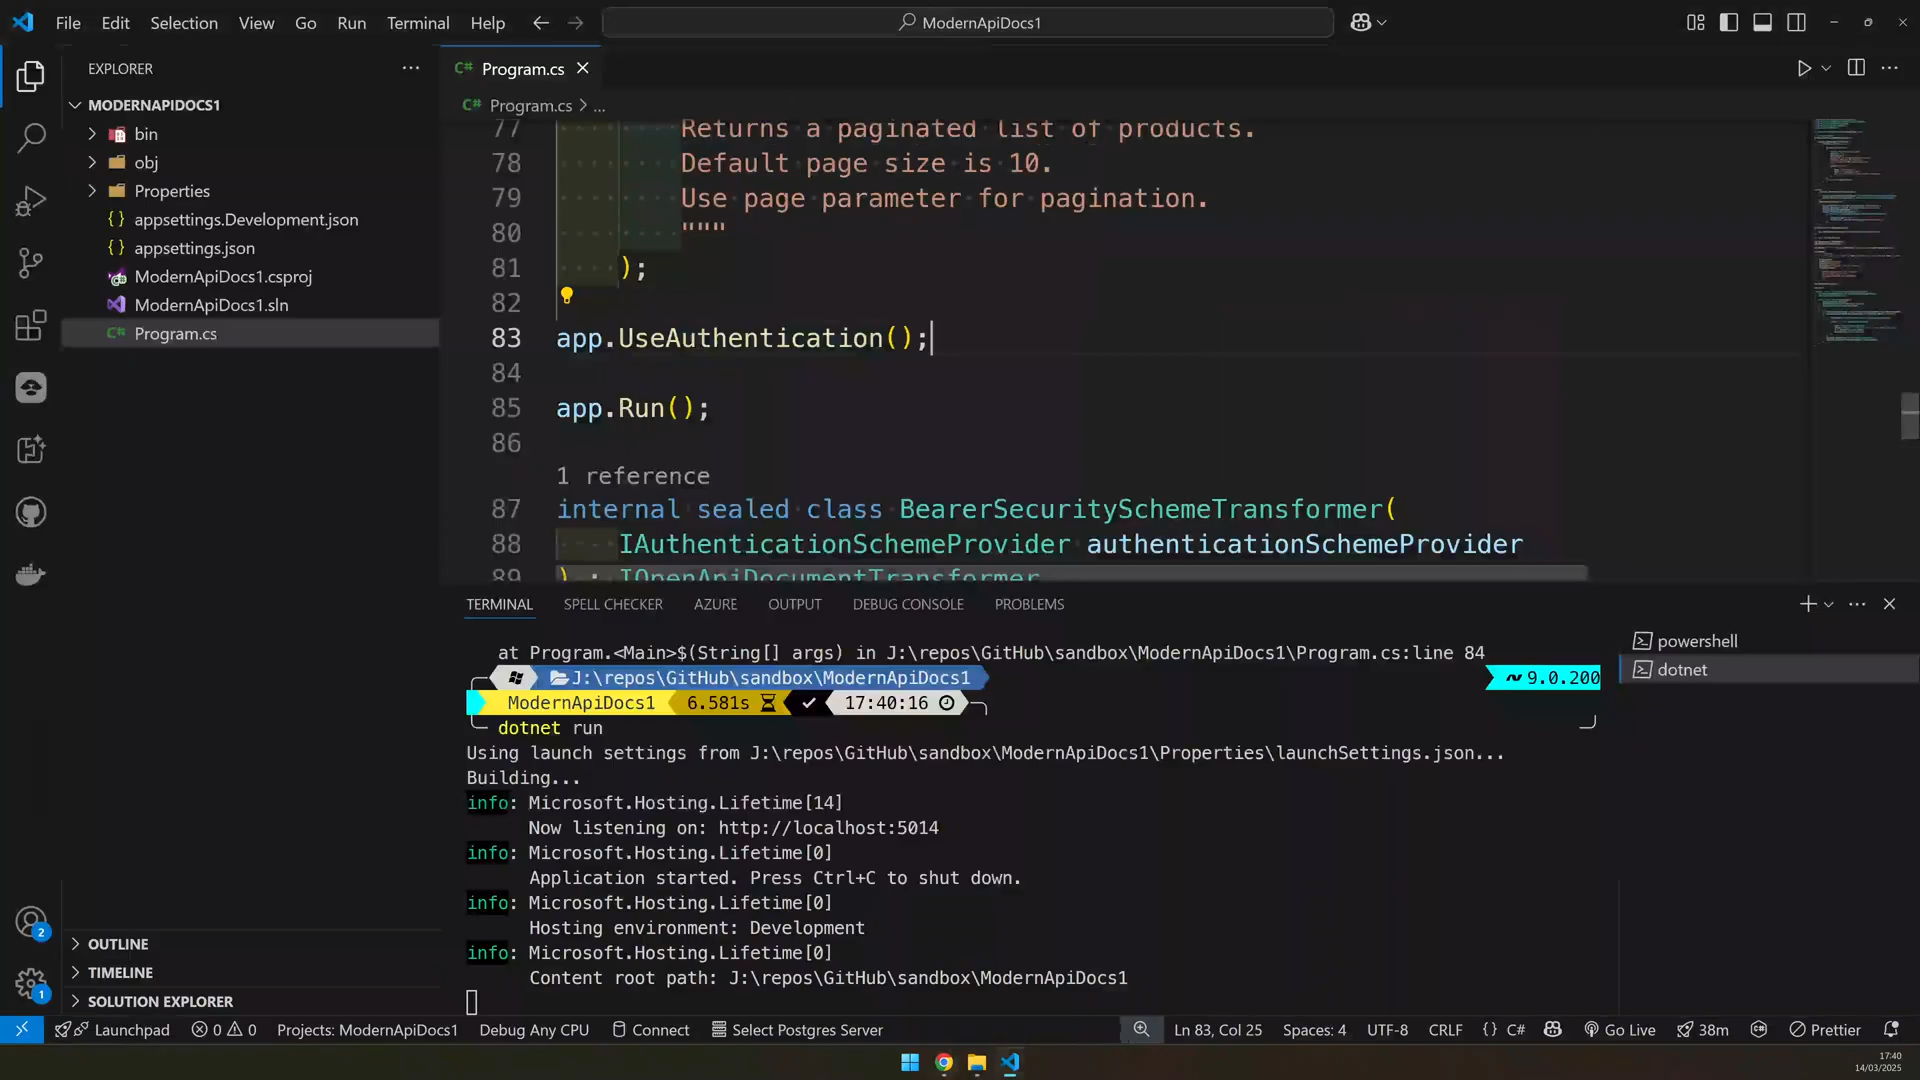 File Edit Selection View Go Run Terminal Help
ModernApiDocs1
EXPLORER
MODERNAPIDOCS1
bin
obj
Properties
{} appsettings.Development.json
{} appsettings.json
ModernApiDocs1.csproj
ModernApiDocs1.sln
C# Program.cs
C# Program.cs
C# Program.cs > ...
77 Returns a paginated list of products.
78 Default page size is 10.
79 Use page parameter for pagination.
80 """
81 );
82
83 app.UseAuthentication();
84
85 app.Run();
86
1 reference
87 internal sealed class BearerSecuritySchemeTransformer(
88 IAuthenticationSchemeProvider authenticationSchemeProvider
89 ) : IOpenApiDocumentTransformer
TERMINAL SPELL CHECKER AZURE OUTPUT DEBUG CONSOLE PROBLEMS
at Program.<Main>$(String[] args) in J:\repos\GitHub\sandbox\ModernApiDocs1\Program.cs:line 84
J:\repos\GitHub\sandbox\ModernApiDocs1 9.0.200
ModernApiDocs1 6.581s 17:40:16
dotnet run
Using launch settings from J:\repos\GitHub\sandbox\ModernApiDocs1\Properties\launchSettings.json...
Building...
info: Microsoft.Hosting.Lifetime[14]
Now listening on: http://localhost:5014
info: Microsoft.Hosting.Lifetime[0]
Application started. Press Ctrl+C to shut down.
info: Microsoft.Hosting.Lifetime[0]
Hosting environment: Development
info: Microsoft.Hosting.Lifetime[0]
Content root path: J:\repos\GitHub\sandbox\ModernApiDocs1
powershell
dotnet
2
1
OUTLINE
TIMELINE
SOLUTION EXPLORER
Launchpad 0 0 Projects: ModernApiDocs1 Debug Any CPU Connect Select Postgres Server Ln 83, Col 25 Spaces: 4 UTF-8 CRLF {} C# Go Live 38m Prettier
17:40
14/03/2025